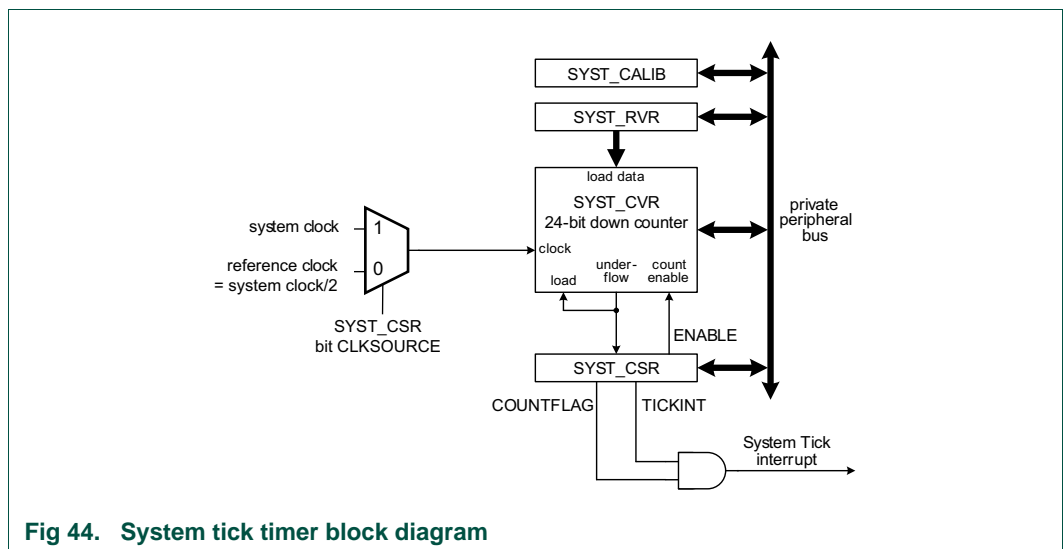 SYST_CALIB
SYST_RVR
load data
SYST_CVR
24-bit down counter
private
peripheral
bus
system clock
1
clock
reference clock
= system clock/2
0
under-
flow
count
enable
load
SYST_CSR
bit CLKSOURCE
ENABLE
SYST_CSR
COUNTFLAG
TICKINT
System Tick
interrupt
Fig 44. System tick timer block diagram